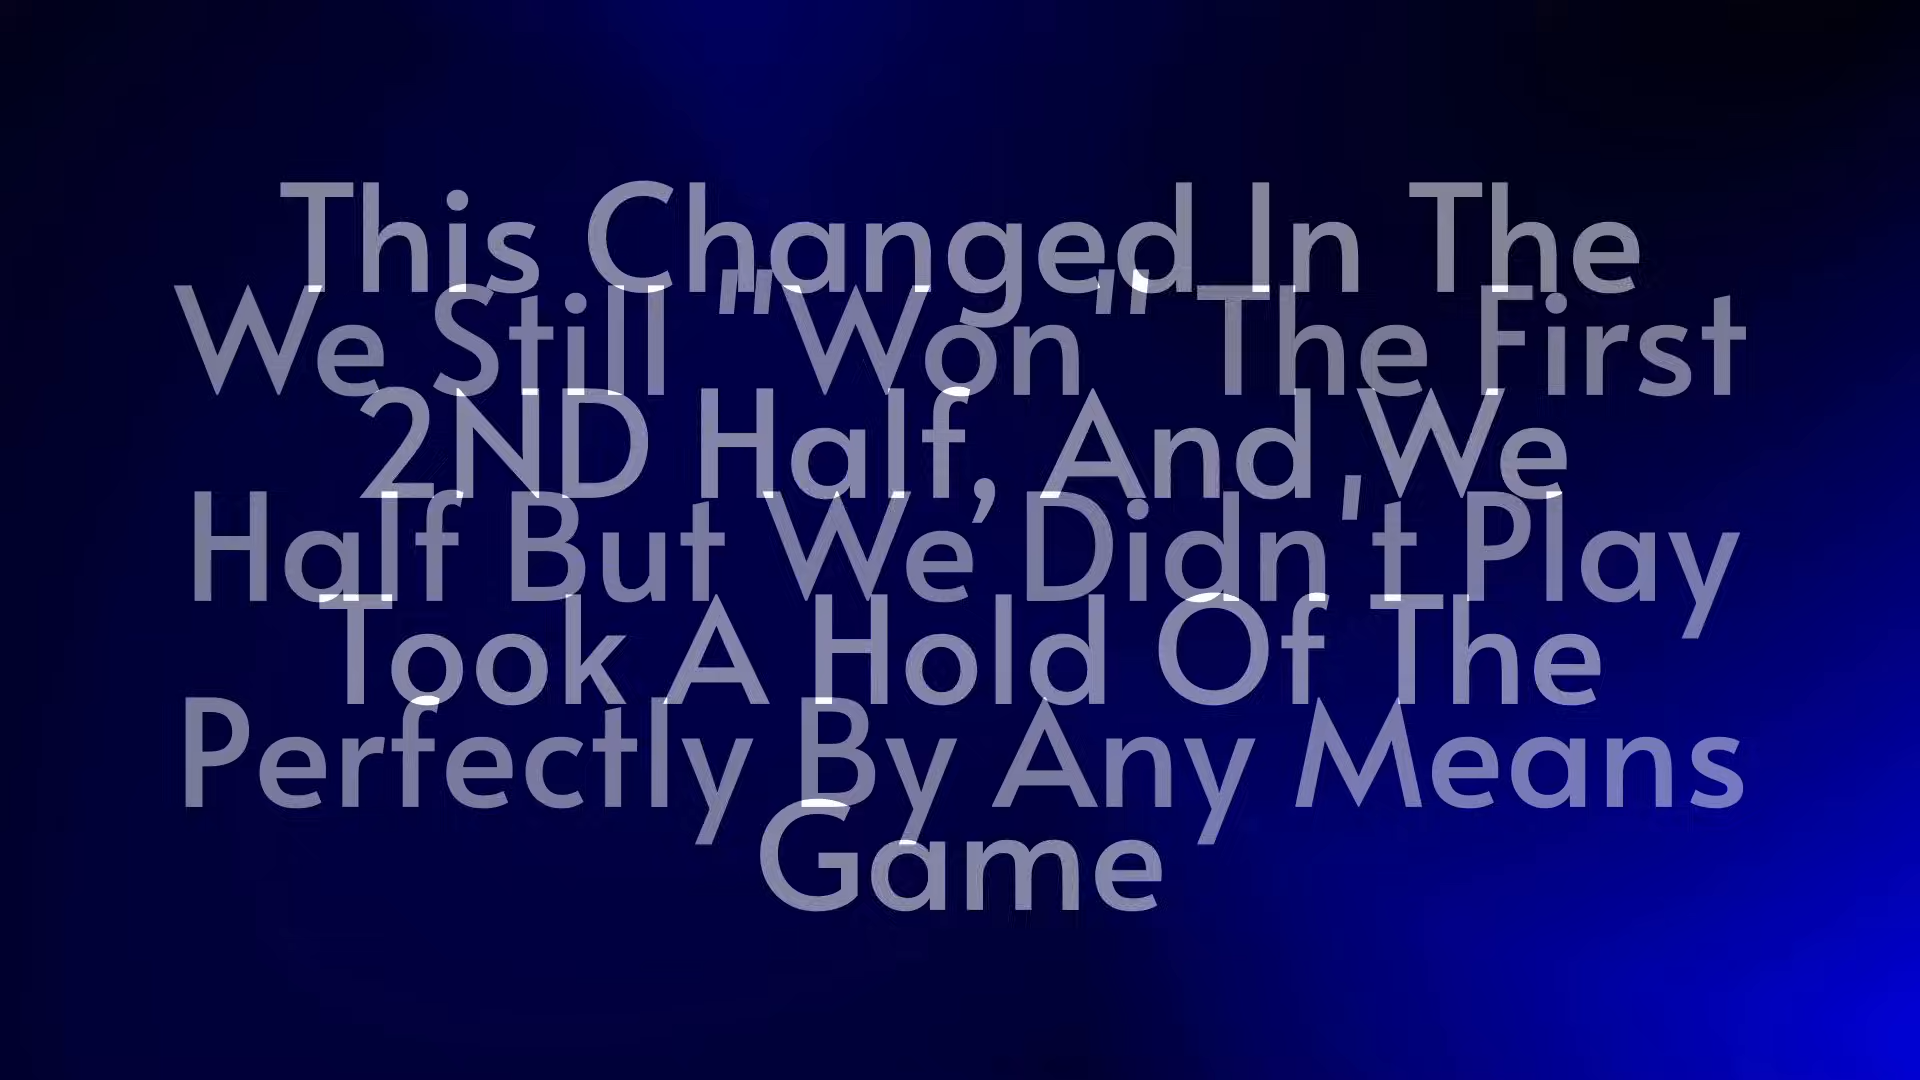 This Changed In The
We Still "Won" The First
2ND Half, And We
Half But We Didn't Play
Took A Hold Of The
Perfectly By Any Means
Game